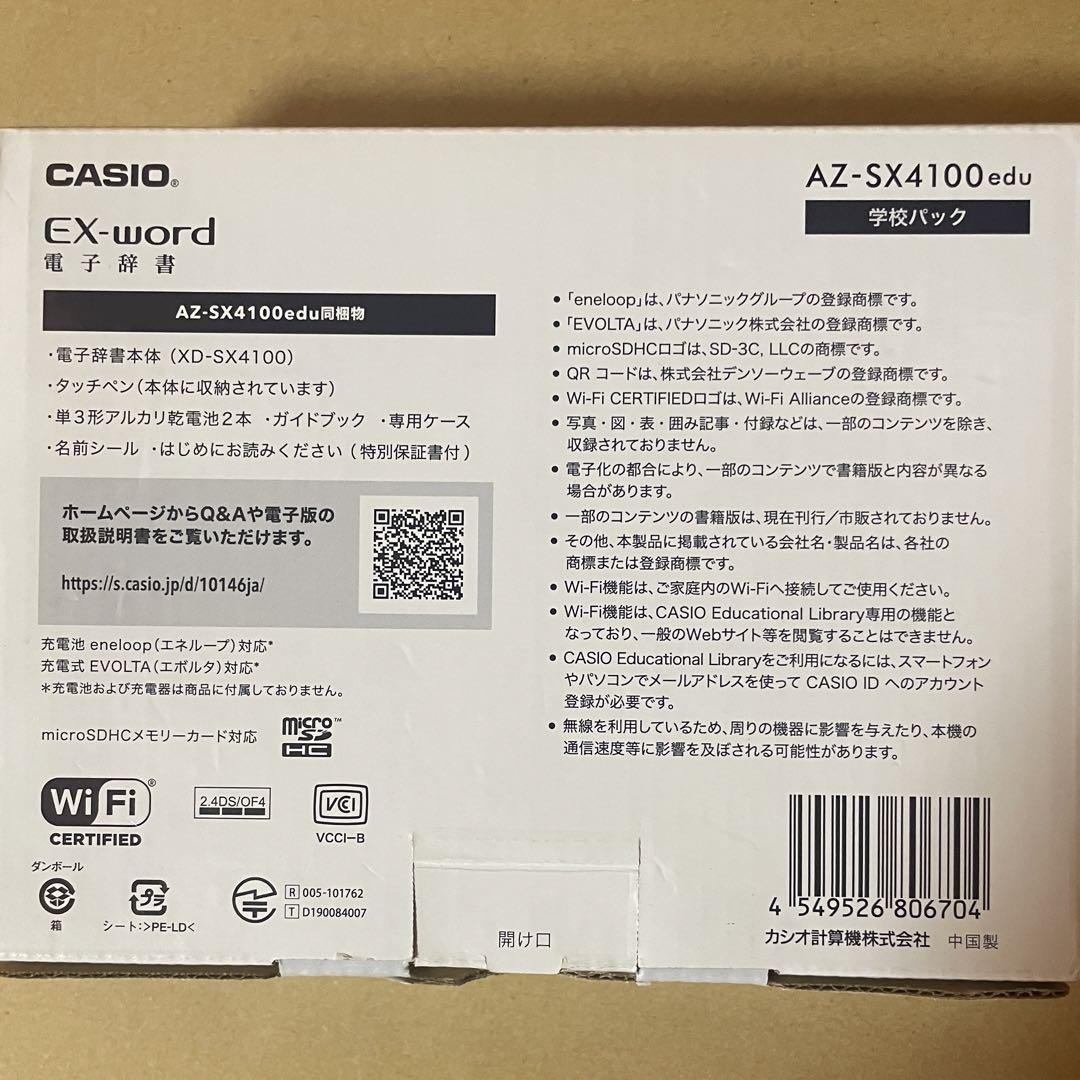 CASIO®
EX-word
電子辞書
AZ-SX4100edu
学校パック
AZ-SX4100edu同梱物
・電子辞書本体（XD-SX4100）
・タッチペン（本体に収納されています）
・単３形アルカリ乾電池２本 ・ガイドブック ・専用ケース
・名前シール ・はじめにお読みください（特別保証書付）
ホームページからQ&Aや電子版の
取扱説明書をご覧いただけます。
https://s.casio.jp/d/10146ja/
充電池 eneloop（エネループ）対応*
充電式 EVOLTA（エボルタ）対応*
＊充電池および充電器は商品に付属しておりません。
microSDHCメモリーカード対応
micro™
SD
HC
Wi Fi®
CERTIFIED
2.4DS/OF4
VCI
VCCI-B
ダンボール
箱
プラ
シート:>PE-LD<
R 005-101762
T D190084007
開け口
● 「eneloop」は、パナソニックグループの登録商標です。
● 「EVOLTA」は、パナソニック株式会社の登録商標です。
● microSDHCロゴは、SD-3C, LLCの商標です。
● QR コードは、株式会社デンソーウェーブの登録商標です。
● Wi-Fi CERTIFIEDロゴは、Wi-Fi Allianceの登録商標です。
● 写真・図・表・囲み記事・付録などは、一部のコンテンツを除き、
収録されておりません。
● 電子化の都合により、一部のコンテンツで書籍版と内容が異なる
場合があります。
● 一部のコンテンツの書籍版は、現在刊行／市販されておりません。
● その他、本製品に掲載されている会社名・製品名は、各社の
商標または登録商標です。
● Wi-Fi機能は、ご家庭内のWi-Fiへ接続してご使用ください。
● Wi-Fi機能は、CASIO Educational Library専用の機能と
なっており、一般のWebサイト等を閲覧することはできません。
● CASIO Educational Libraryをご利用になるには、スマートフォン
やパソコンでメールアドレスを使って CASIO ID へのアカウント
登録が必要です。
● 無線を利用しているため、周りの機器に影響を与えたり、本機の
通信速度等に影響を及ぼされる可能性があります。
4 549526 806704
カシオ計算機株式会社 中国製